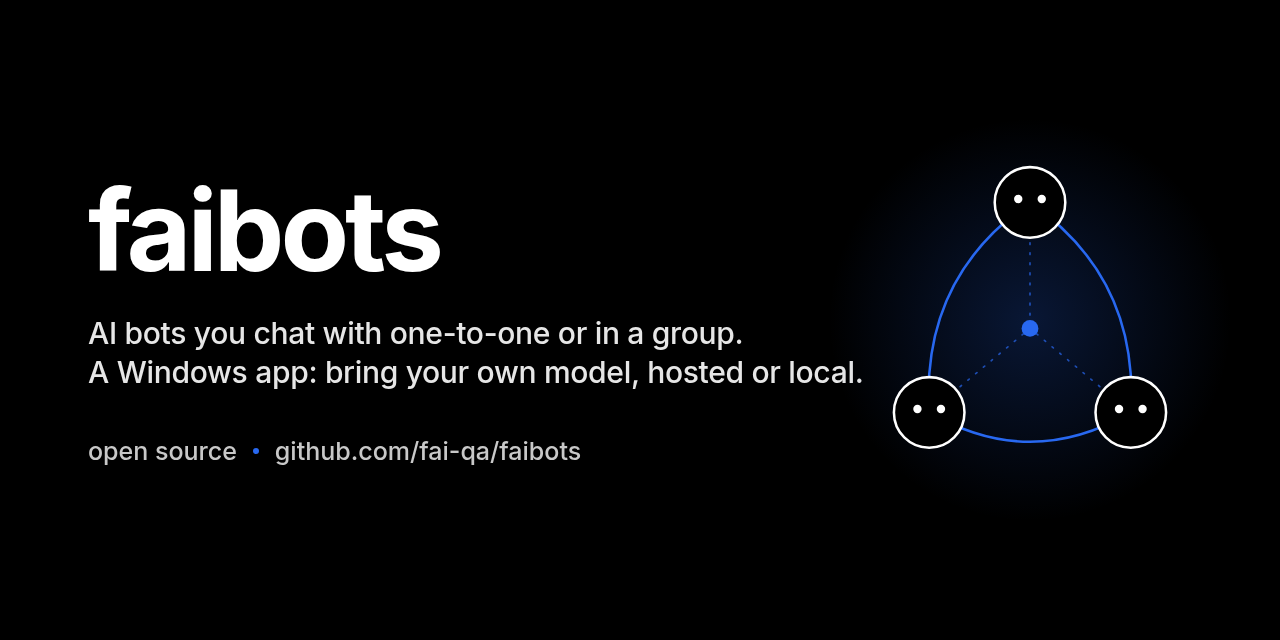 faibots
AI bots you chat with one-to-one or in a group.
A Windows app: bring your own model, hosted or local.
open source • github.com/fai-qa/faibots